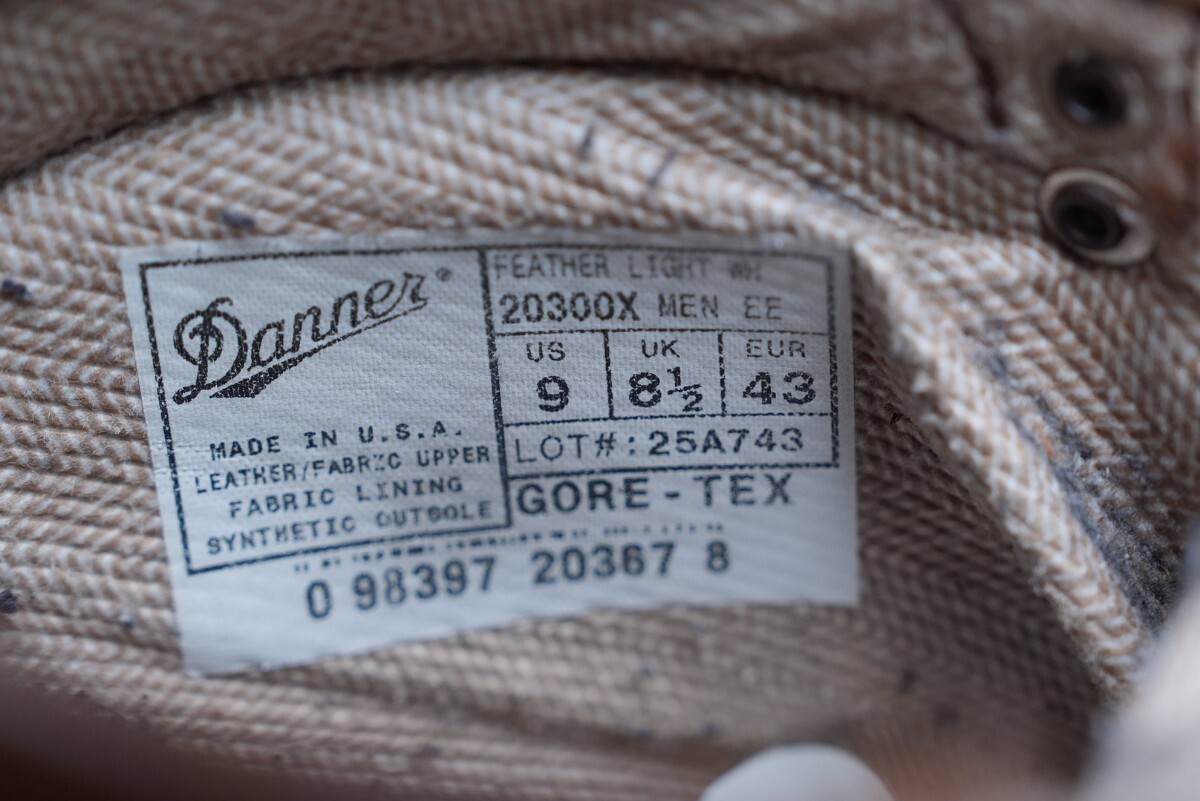 Danner®
MADE IN U.S.A.
LEATHER/FABRIC UPPER
FABRIC LINING
SYNTHETIC OUTSOLE
FEATHER LIGHT WH
20300X MEN EE
US UK EUR
9 8½ 43
LOT#: 25A743
GORE-TEX
0 98397 20367 8